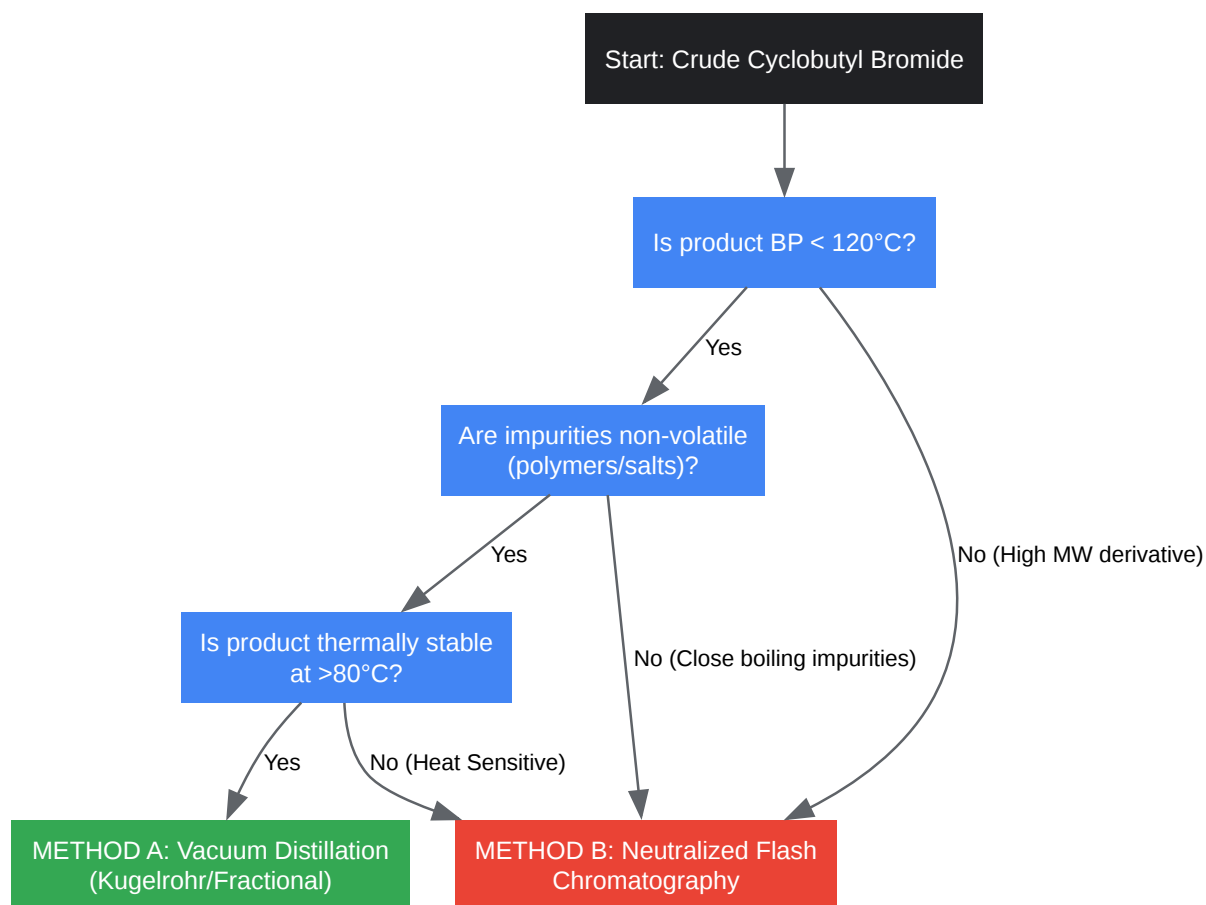 Start: Crude Cyclobutyl Bromide
Is product BP < 120°C?
Yes
Are impurities non-volatile
(polymers/salts)?
Yes
No (High MW derivative)
Is product thermally stable
at >80°C?
No (Close boiling impurities)
Yes
No (Heat Sensitive)
METHOD A: Vacuum Distillation
(Kugelrohr/Fractional)
METHOD B: Neutralized Flash
Chromatography